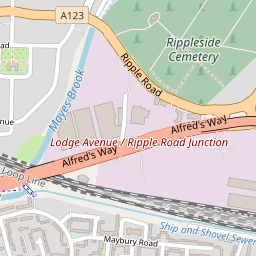 A123
Rippleside
Cemetery
Ripple Road
Mayes Brook
Alfred's Way
Lodge Avenue / Ripple Road Junction
Alfred's Way
Loop Line
Ship and Shovel Sewer
Maybury Road